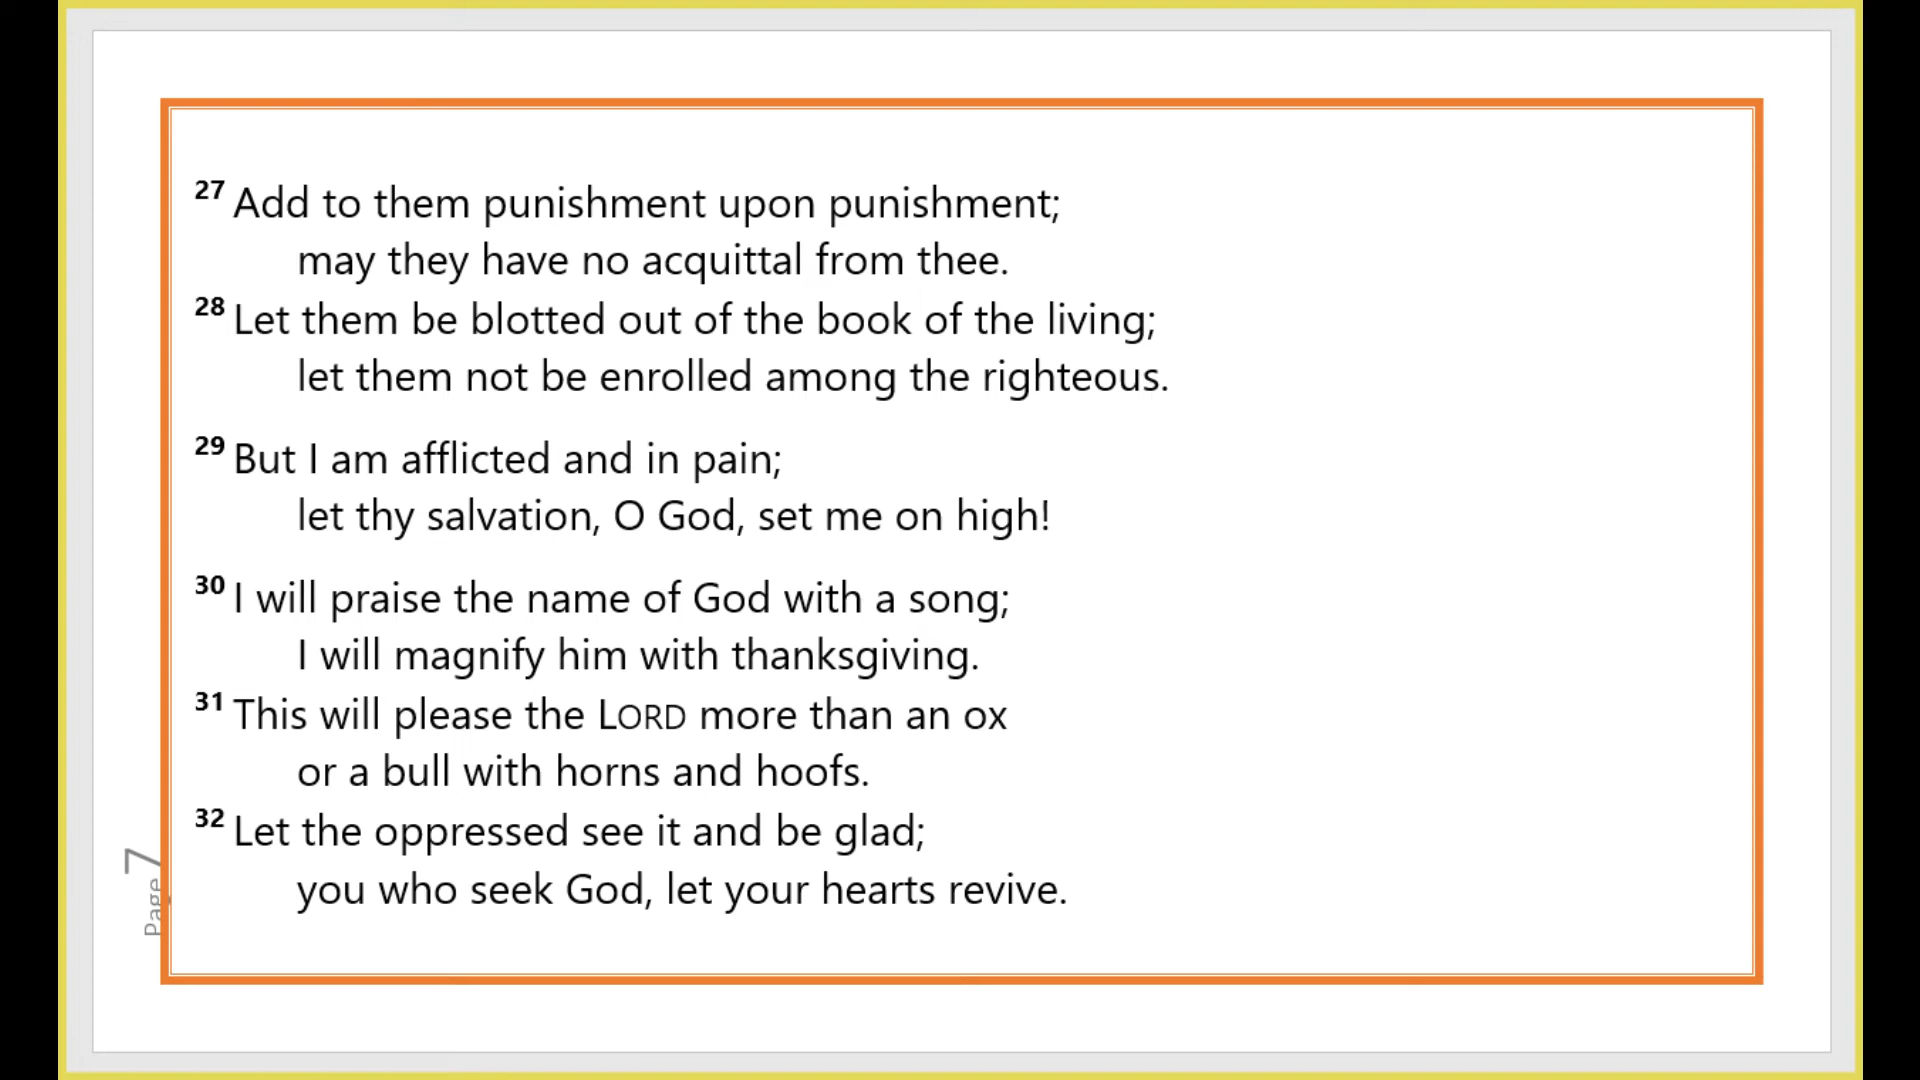 27 Add to them punishment upon punishment;
may they have no acquittal from thee.
28 Let them be blotted out of the book of the living;
let them not be enrolled among the righteous.
29 But I am afflicted and in pain;
let thy salvation, O God, set me on high!
30 I will praise the name of God with a song;
I will magnify him with thanksgiving.
31 This will please the LORD more than an ox
or a bull with horns and hoofs.
32 Let the oppressed see it and be glad;
you who seek God, let your hearts revive.
Page 7